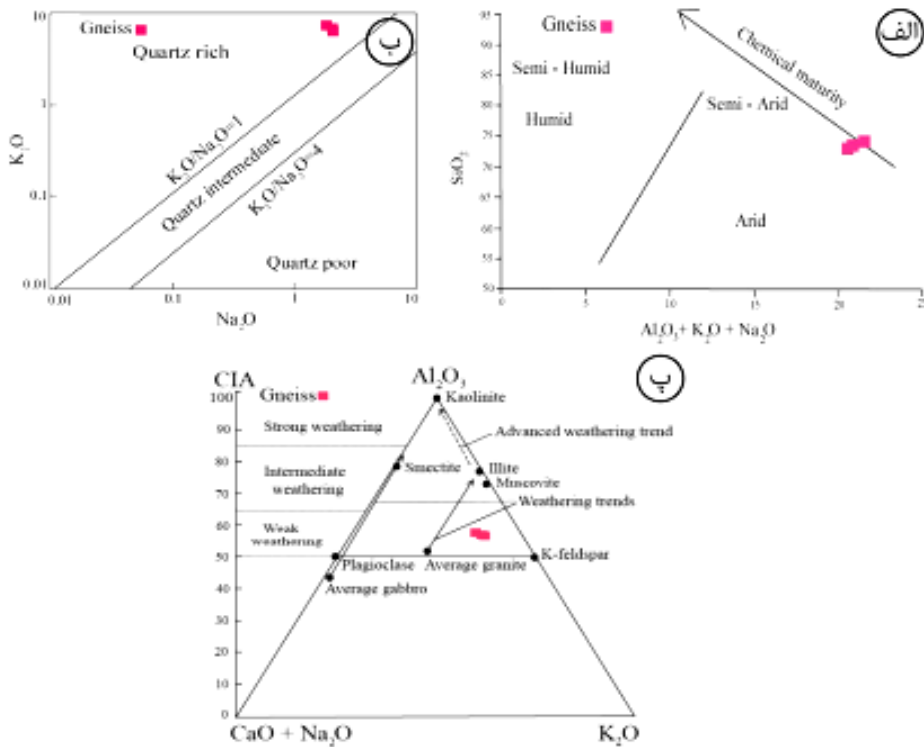 10
Gneiss
ب
Quartz rich
K₂O
1
K₂O/Na₂O=1
Quartz intermediate
K₂O/Na₂O=4
0.1
Quartz poor
0.01
0.01
0.1
1
10
Na₂O
95
Gneiss
الف
Semi - Humid
Chemical maturity
85
Semi - Arid
Humid
75
SiO₂
65
Arid
55
50
0
5
10
15
20
25
Al₂O₃+ K₂O + Na₂O
پ
CIA
Al₂O₃
100
Gneiss
Kaolinite
Strong weathering
Advanced weathering trend
90
80
Smectite
Illite
Intermediate
weathering
Muscovite
70
Weathering trends
60
Weak
weathering
50
Plagioclase
Average granite
K-feldspar
Average gabbro
40
30
20
10
0
CaO + Na₂O
K₂O